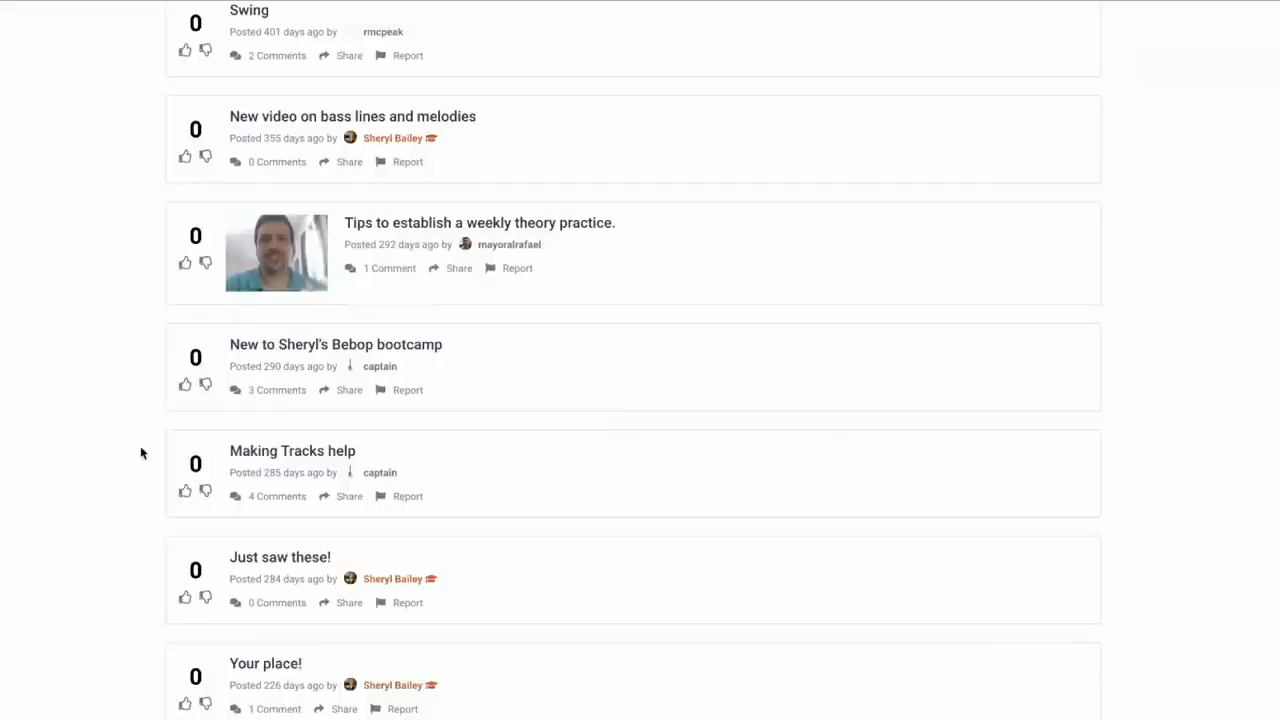 Swing
0
Posted 401 days ago by rmcpeak
2 Comments Share Report
New video on bass lines and melodies
0
Posted 355 days ago by Sheryl Bailey
0 Comments Share Report
Tips to establish a weekly theory practice.
0
Posted 292 days ago by mayoralrafael
1 Comment Share Report
New to Sheryl's Bebop bootcamp
0
Posted 290 days ago by captain
3 Comments Share Report
Making Tracks help
0
Posted 285 days ago by captain
4 Comments Share Report
Just saw these!
0
Posted 284 days ago by Sheryl Bailey
0 Comments Share Report
Your place!
0
Posted 226 days ago by Sheryl Bailey
1 Comment Share Report